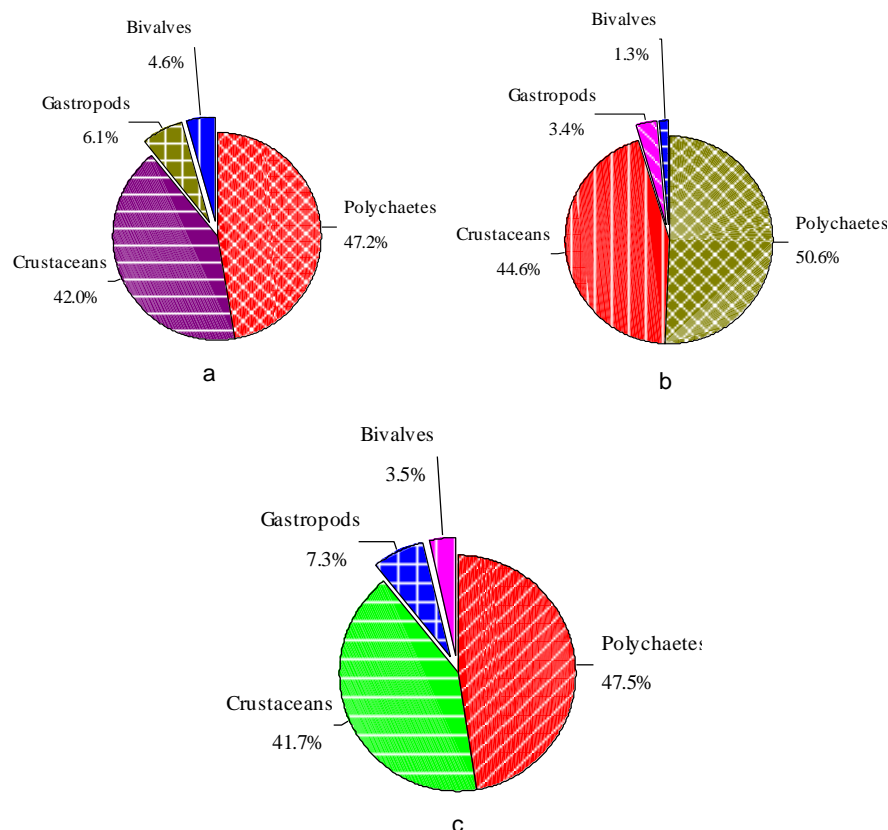 Bivalves
4.6%
Gastropods
6.1%
Polychaetes
47.2%
Crustaceans
42.0%
a
Bivalves
1.3%
Gastropods
3.4%
Polychaetes
50.6%
Crustaceans
44.6%
b
Bivalves
3.5%
Gastropods
7.3%
Polychaetes
47.5%
Crustaceans
41.7%
c